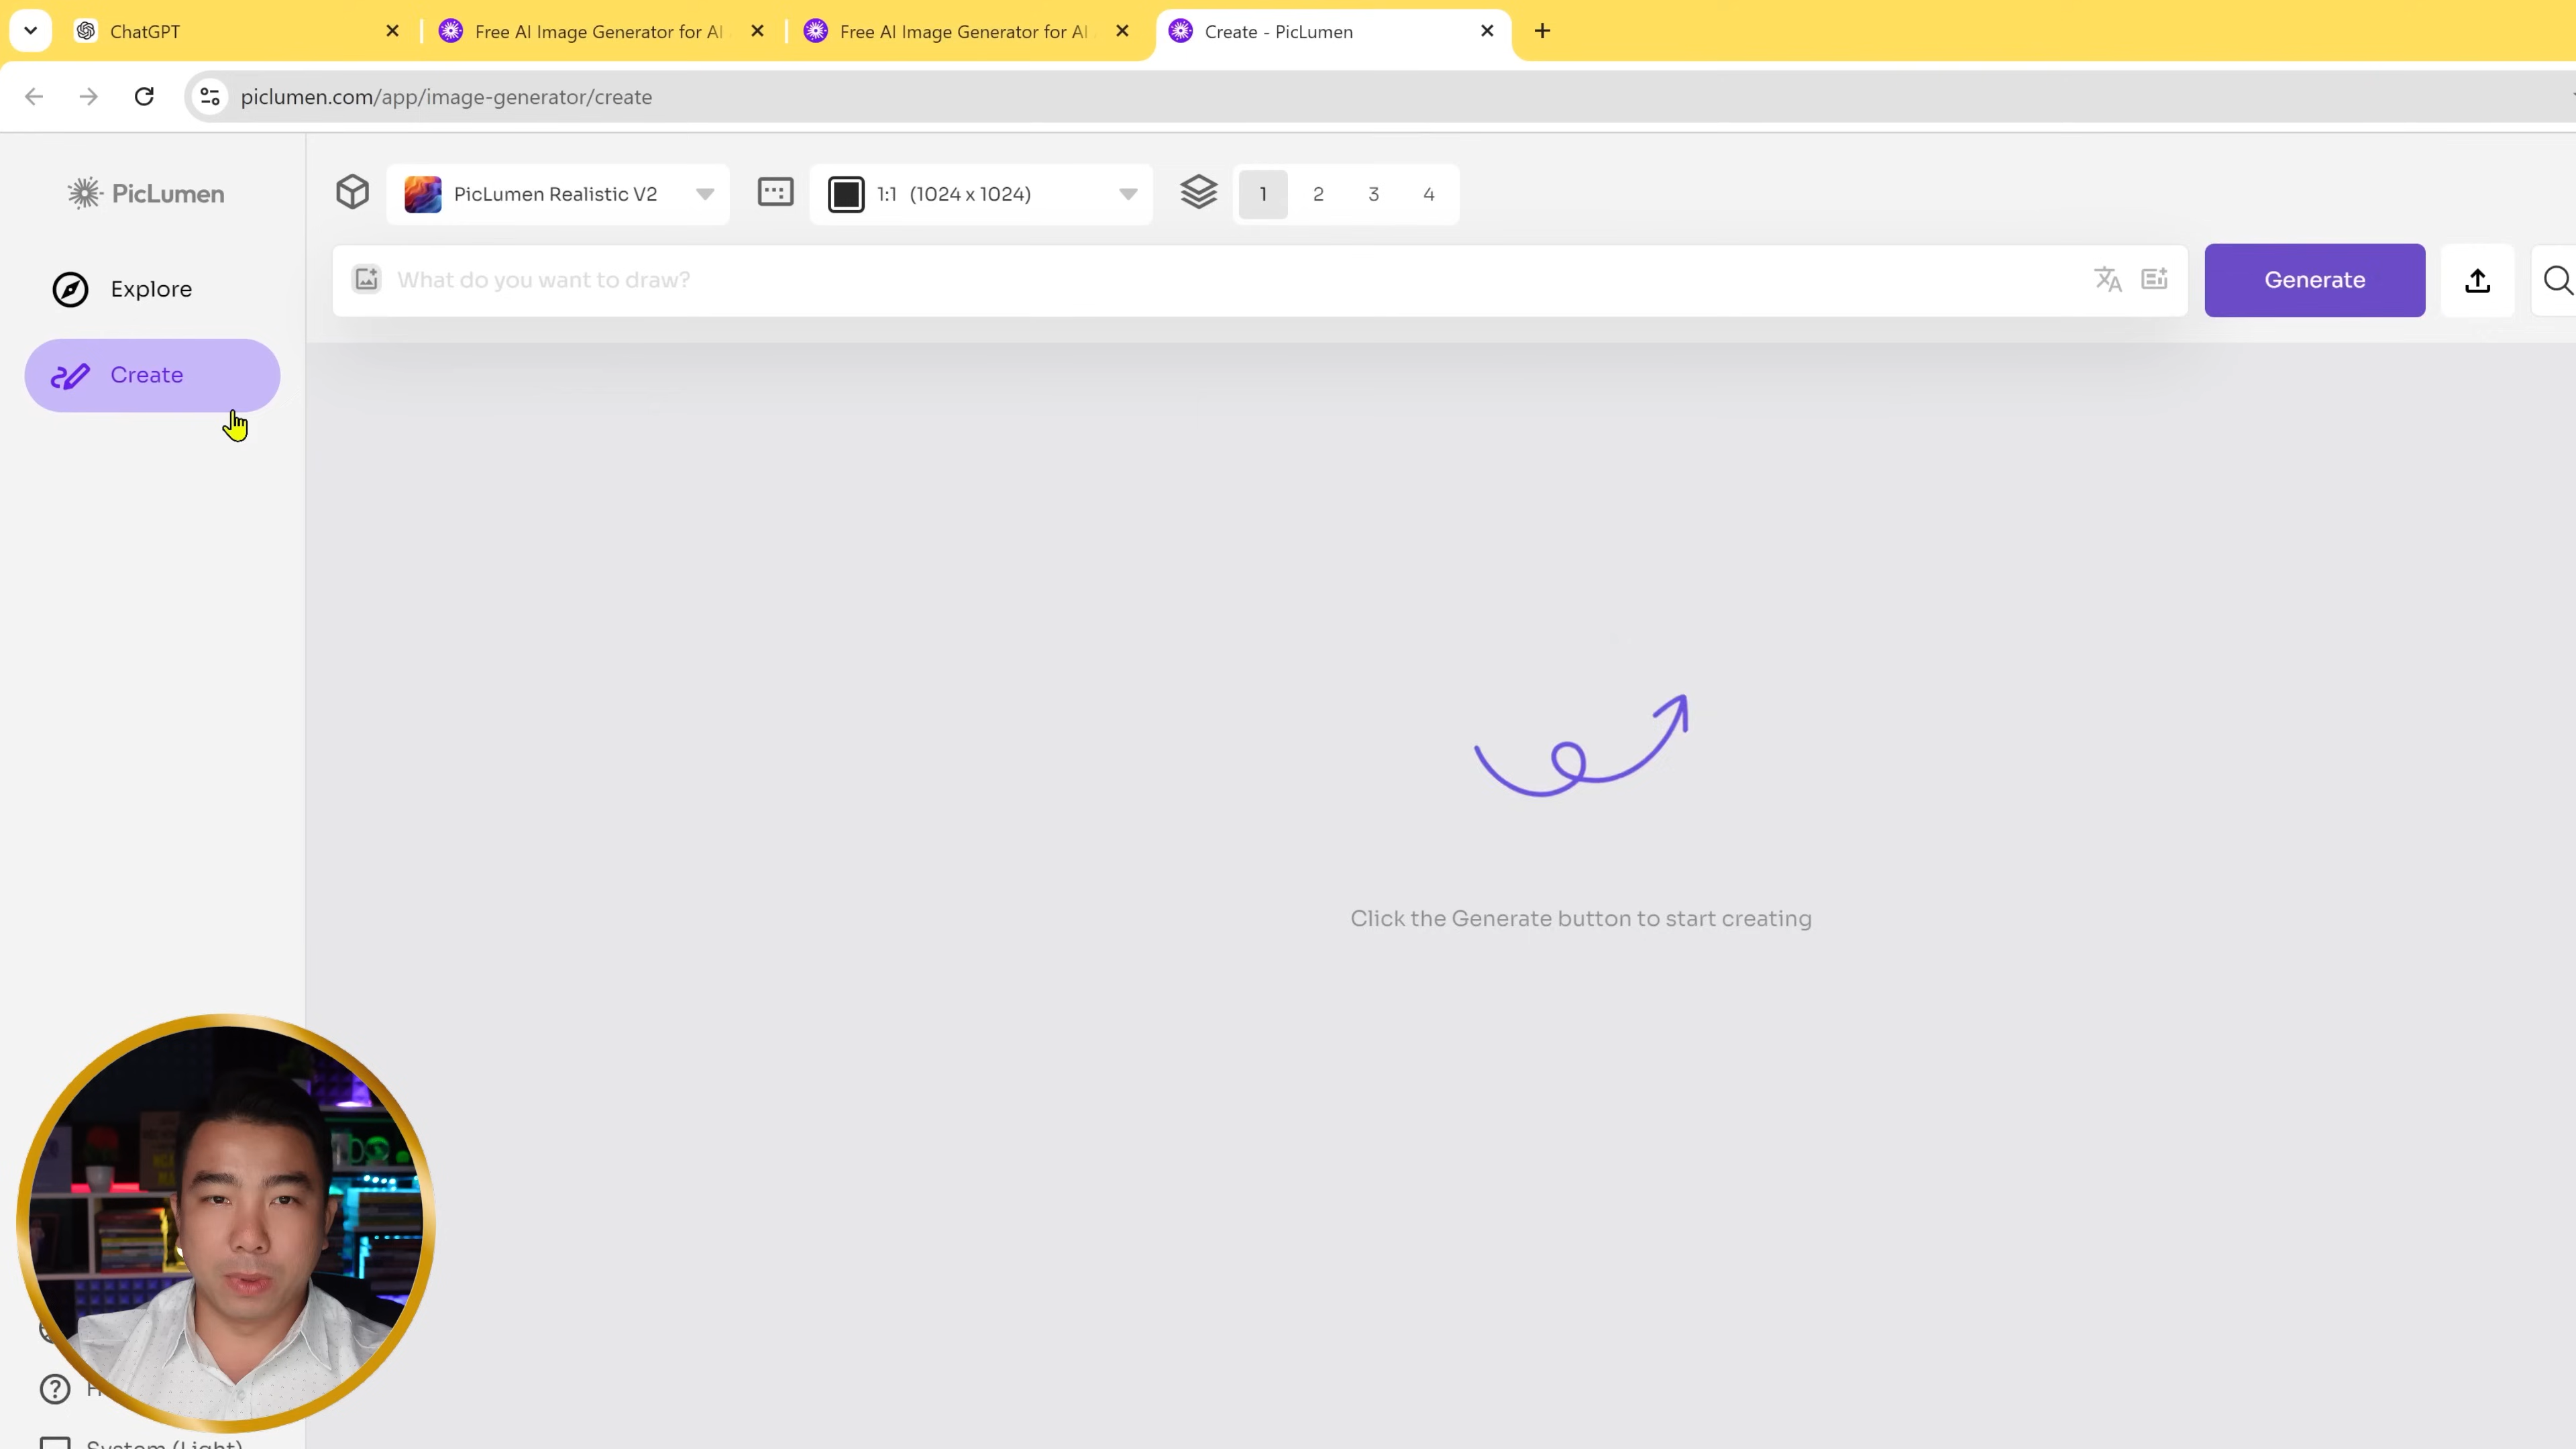 ChatGPT
Free AI Image Generator for AI
Free AI Image Generator for AI
Create - PicLumen
piclumen.com/app/image-generator/create
PicLumen
PicLumen Realistic V2
1:1 (1024 x 1024)
1 2 3 4
What do you want to draw?
Generate
Explore
Create
Click the Generate button to start creating
System (Light)